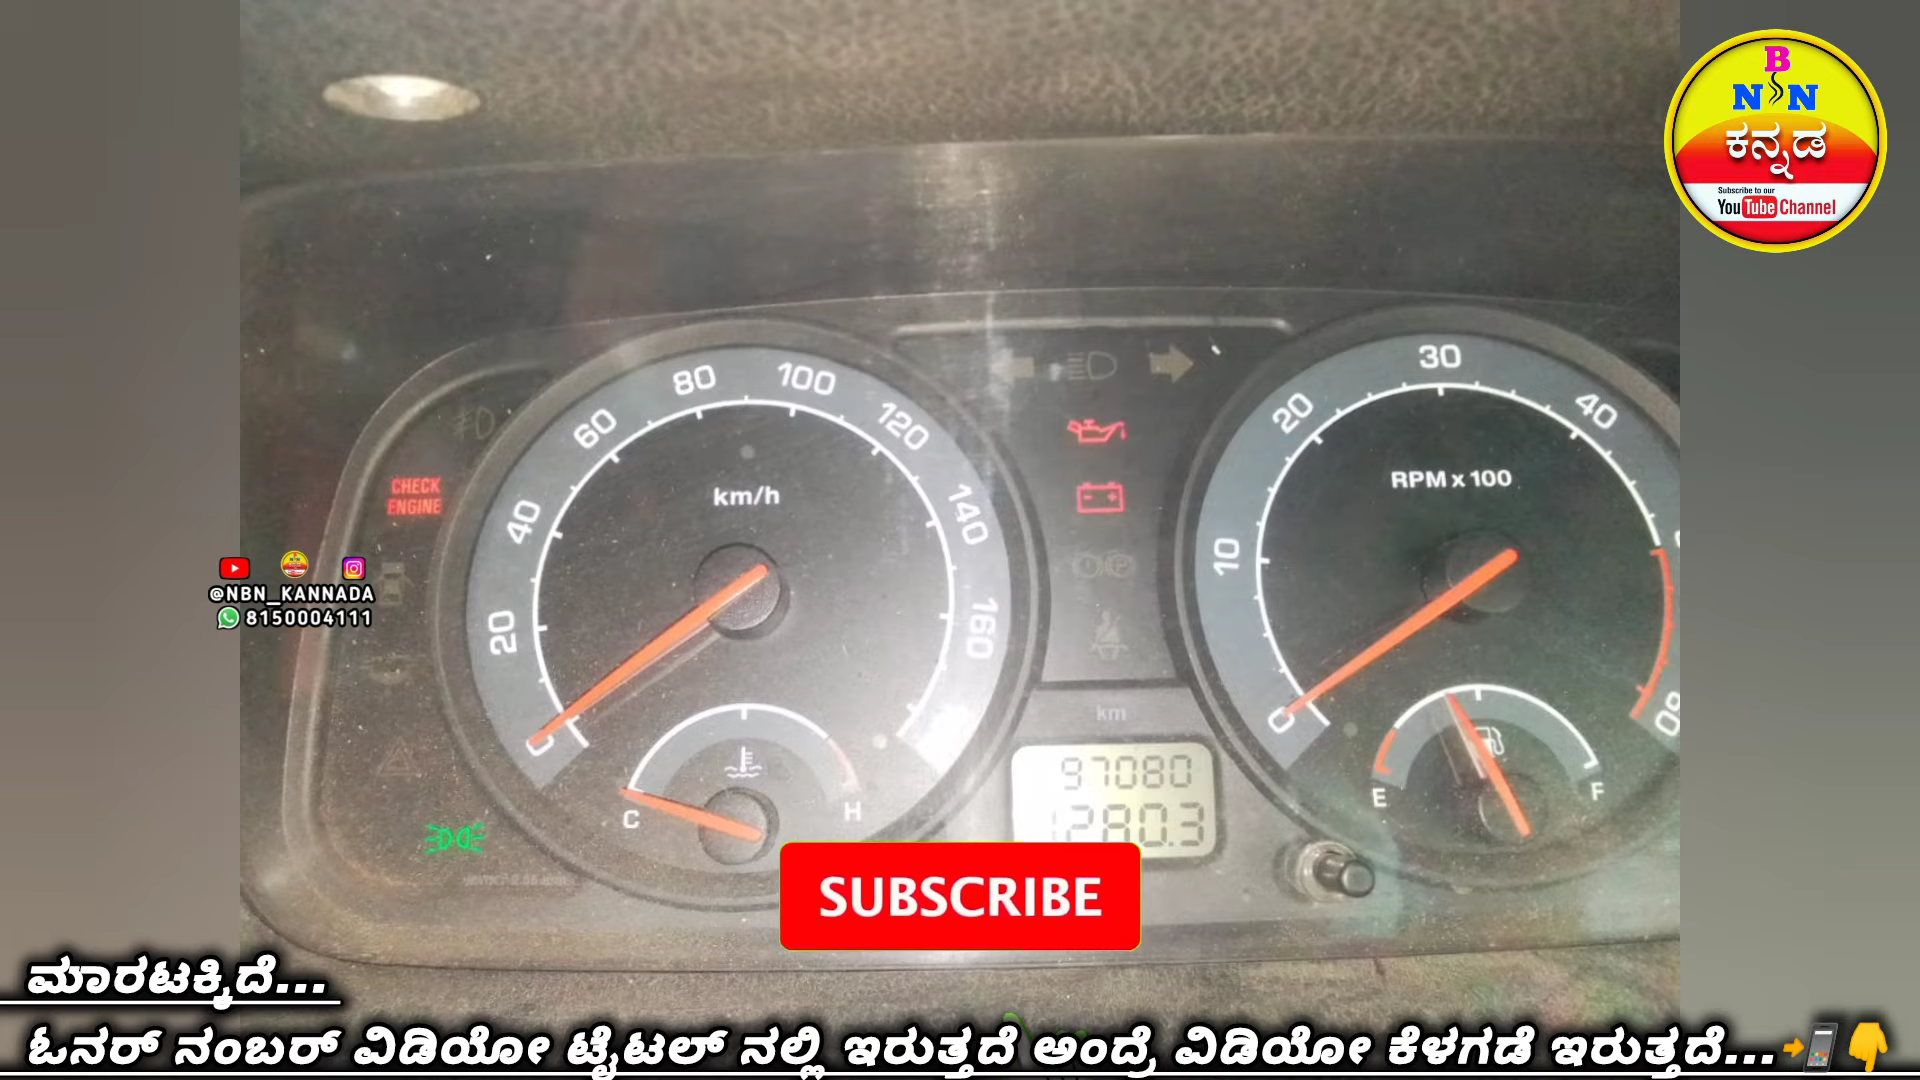 B
N N
ಕನ್ನಡ
Subscribe to our
YouTube Channel
80 100
60 120
40 140
20 160
0
km/h
CHECK
ENGINE
C H
30
20 40
10
0 60
RPM x 100
E F
km
97080
1280.3
@NBN_KANNADA
8150004111
SUBSCRIBE
ಮಾರಟಕ್ಕಿದೆ...
ಓನರ್ ನಂಬರ್ ವಿಡಿಯೋ ಟೈಟಲ್ ನಲ್ಲಿ ಇರುತ್ತದೆ ಅಂದ್ರೆ ವಿಡಿಯೋ ಕೆಳಗಡೆ ಇರುತ್ತದೆ...